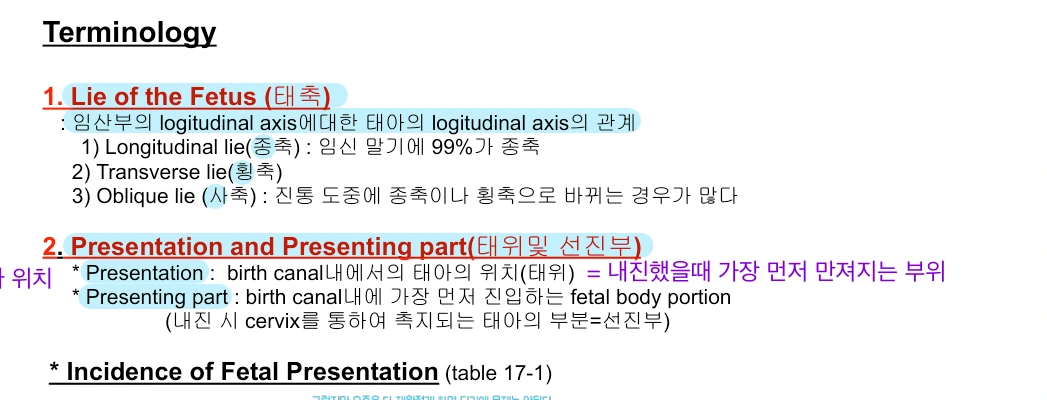 Terminology
1. Lie of the Fetus (태축)
: 임산부의 logitudinal axis에대한 태아의 logitudinal axis의 관계
1) Longitudinal lie(종축) : 임신 말기에 99%가 종축
2) Transverse lie(횡축)
3) Oblique lie (사축) : 진통 도중에 종축이나 횡축으로 바뀌는 경우가 많다
2. Presentation and Presenting part(태위및 선진부)
위치 * Presentation : birth canal내에서의 태아의 위치(태위) = 내진했을때 가장 먼저 만져지는 부위
* Presenting part : birth canal내에 가장 먼저 진입하는 fetal body portion
(내진 시 cervix를 통하여 촉지되는 태아의 부분=선진부)
* Incidence of Fetal Presentation (table 17-1)